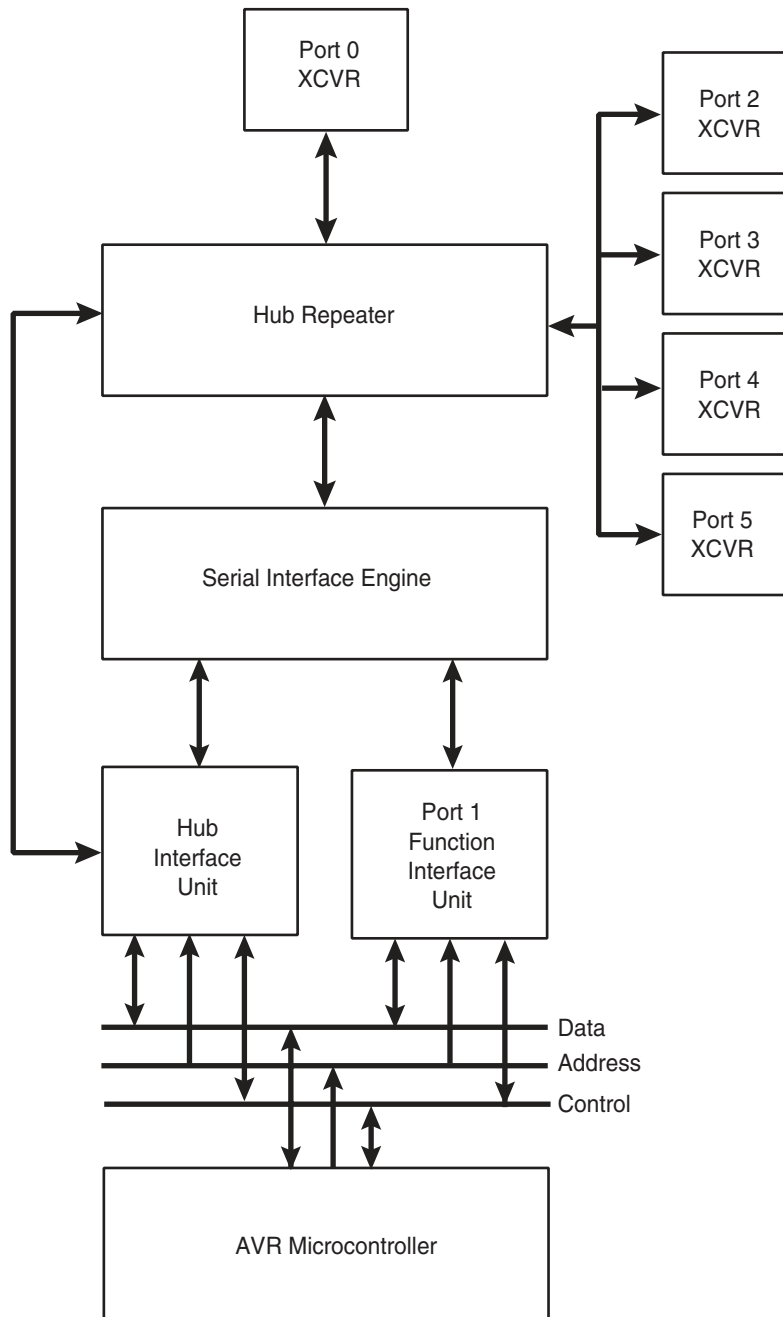 Port 0
XCVR
Port 2
XCVR
Port 3
XCVR
Hub Repeater
Port 4
XCVR
Port 5
XCVR
Serial Interface Engine
Hub
Interface
Unit
Port 1
Function
Interface
Unit
Data
Address
Control
AVR Microcontroller